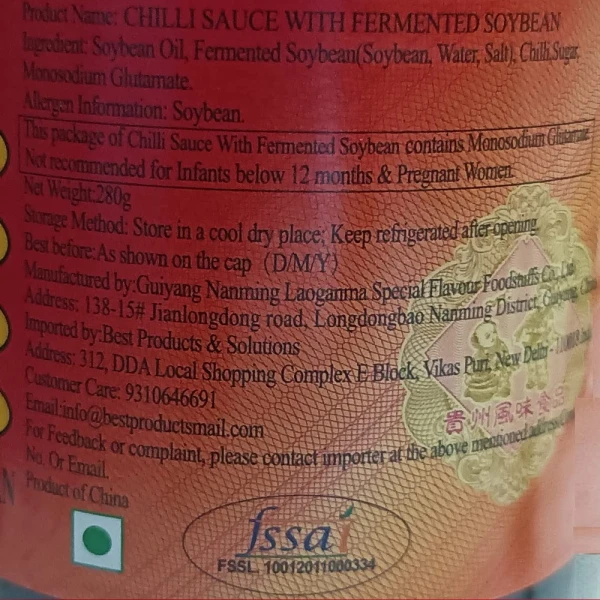 Product Name: CHILLI SAUCE WITH FERMENTED SOYBEAN
Ingredient: Soybean Oil, Fermented Soybean(Soybean, Water, Salt), Chilli,Sugar,
Monosodium Glutamate.
Allergen Information: Soybean.
This package of Chilli Sauce With Fermented Soybean contains Monosodium Glutamate.
Not recommended for Infants below 12 months & Pregnant Women.
Net Weight:280g
Storage Method: Store in a cool dry place; Keep refrigerated after opening.
Best before:As shown on the cap (D/M/Y)
Manufactured by:Guiyang Nanming Laoganma Special Flavour Foodstuffs Co., Ltd
Address: 138-15# Jianlongdong road, Longdongbao Nanming District, Guiyang, China
Imported by:Best Products & Solutions
Address: 312, DDA Local Shopping Complex E Block, Vikas Puri, New Delhi -
Customer Care: 9310646691
Email:info@bestproductsmail.com
For Feedback or complaint, please contact importer at the above mentioned
No. Or Email.
Product of China
貴州風味食品
fssai
FSSL 10012011000334